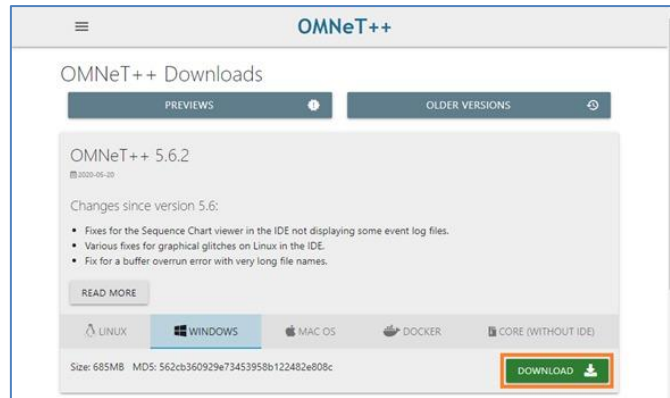 OMNeT++
OMNeT++ Downloads
PREVIEWS
OLDER VERSIONS
OMNeT++ 5.6.2
2020-05-20
Changes since version 5.6:
Fixes for the Sequence Chart viewer in the IDE not displaying some event log files.
Various fixes for graphical glitches on Linux in the IDE.
Fix for a buffer overrun error with very long file names.
READ MORE
LINUX WINDOWS MAC OS DOCKER CORE (WITHOUT IDE)
Size: 685MB MD5: 562cb360929e73453958b122482e808c
DOWNLOAD